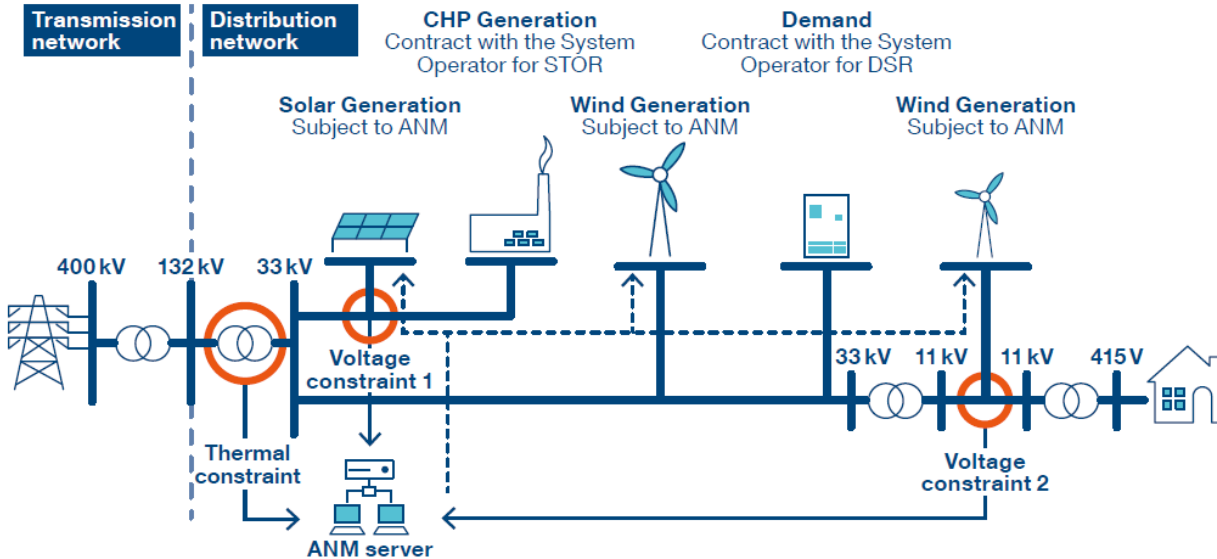 Transmission
network
Distribution
network
CHP Generation
Contract with the System
Operator for STOR
Demand
Contract with the System
Operator for DSR
Solar Generation
Subject to ANM
Wind Generation
Subject to ANM
Wind Generation
Subject to ANM
400 kV
132 kV
33 kV
Voltage
constraint 1
33 kV
11 kV
11 kV
415 V
Thermal
constraint
Voltage
constraint 2
ANM server